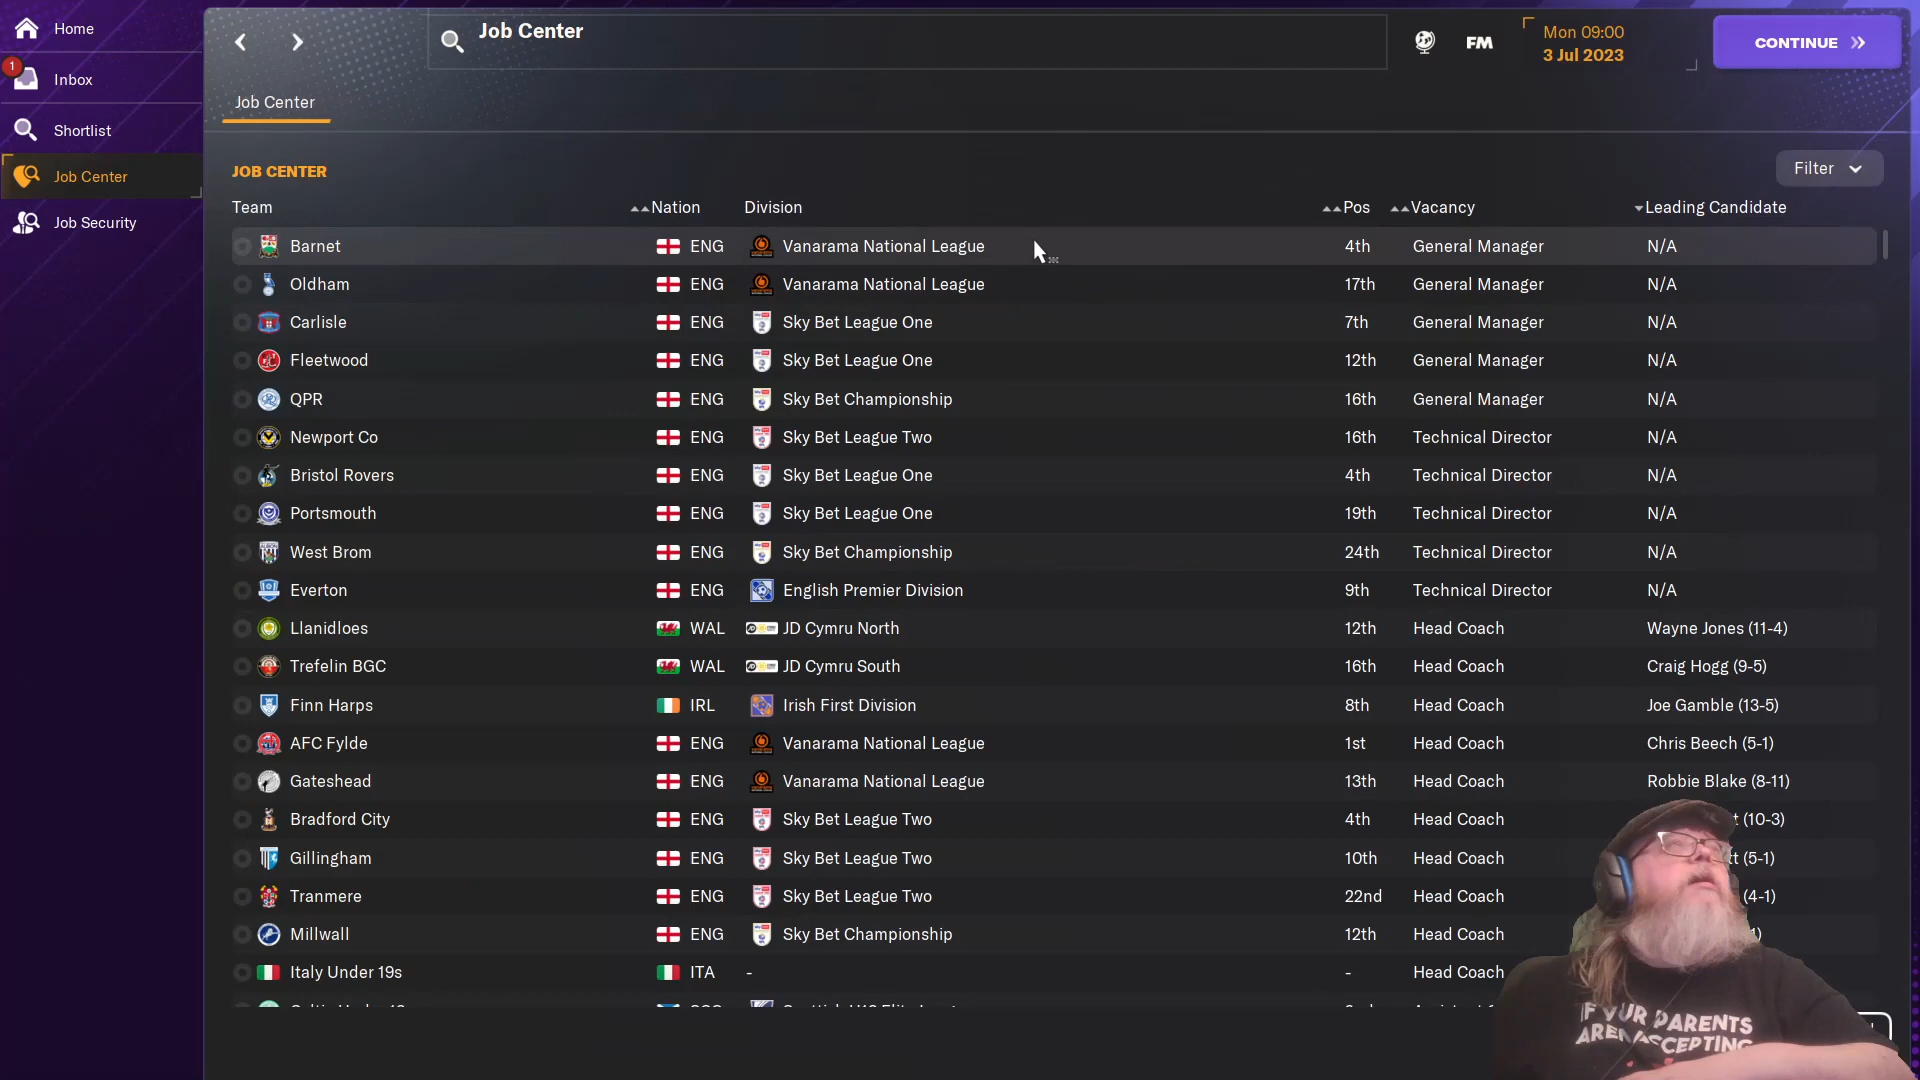 Home
Job Center
FM
Mon 09:00
3 Jul 2023
CONTINUE
1
Inbox
Job Center
Shortlist
JOB CENTER
Filter
Job Center
Team Nation Division Pos Vacancy Leading Candidate
Job Security
Barnet ENG Vanarama National League 4th General Manager N/A
Oldham ENG Vanarama National League 17th General Manager N/A
Carlisle ENG Sky Bet League One 7th General Manager N/A
Fleetwood ENG Sky Bet League One 12th General Manager N/A
QPR ENG Sky Bet Championship 16th General Manager N/A
Newport Co ENG Sky Bet League Two 16th Technical Director N/A
Bristol Rovers ENG Sky Bet League One 4th Technical Director N/A
Portsmouth ENG Sky Bet League One 19th Technical Director N/A
West Brom ENG Sky Bet Championship 24th Technical Director N/A
Everton ENG English Premier Division 9th Technical Director N/A
Llanidloes WAL JD Cymru North 12th Head Coach Wayne Jones (11-4)
Trefelin BGC WAL JD Cymru South 16th Head Coach Craig Hogg (9-5)
Finn Harps IRL Irish First Division 8th Head Coach Joe Gamble (13-5)
AFC Fylde ENG Vanarama National League 1st Head Coach Chris Beech (5-1)
Gateshead ENG Vanarama National League 13th Head Coach Robbie Blake (8-11)
Bradford City ENG Sky Bet League Two 4th Head Coach (10-3)
Gillingham ENG Sky Bet League Two 10th Head Coach (5-1)
Tranmere ENG Sky Bet League Two 22nd Head Coach (4-1)
Millwall ENG Sky Bet Championship 12th Head Coach
Italy Under 19s ITA - - Head Coach
IF YOUR PARENTS
AREN'T ACCEPTING